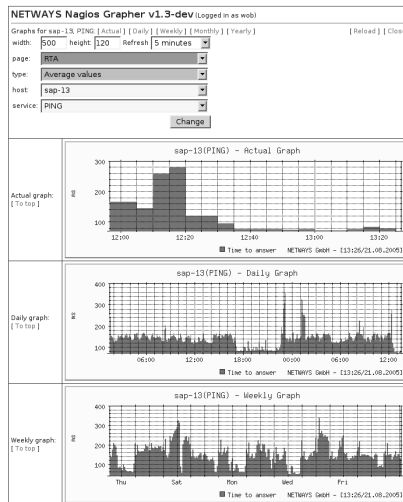 NETWAYS Nagios Grapher v1.3-dev (Logged in as wob)
Graphs for sap-13, PING: [ Actual ] [ Daily ] [ Weekly ] [ Monthly ] [ Yearly ] [ Reload ] [ Clos
width: 500 height: 120 Refresh 5 minutes
page: RTA
type: Average values
host: sap-13
service: PING
Change
sap-13(PING) - Actual Graph
Actual graph:
[ To top ]
ms
300
200
100
12:00 12:20 12:40 13:00 13:20
Time to answer NETWAYS GmbH - [13:26/21.08.2005]
sap-13(PING) - Daily Graph
Daily graph:
[ To top ]
ms
400
300
200
100
06:00 12:00 18:00 00:00 06:00 12:00
Time to answer NETWAYS GmbH - [13:26/21.08.2005]
sap-13(PING) - Weekly Graph
Weekly graph:
[ To top ]
ms
400
300
200
100
Thu Sat Mon Wed Fri
Time to answer NETWAYS GmbH - [13:26/21.08.2005]